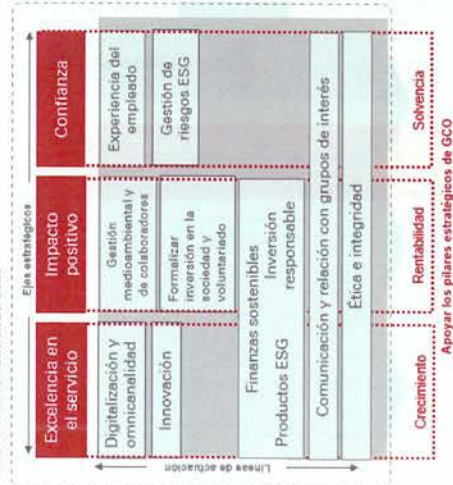 Ejes estratégicos
Excelencia en
el servicio
Impacto
positivo
Confianza
Líneas de actuación
Digitalización y
omnicanalidad
Innovación
Gestión
medioambiental y
de colaboradores
Formalizar
inversión en la
sociedad y
voluntariado
Experiencia del
empleado
Gestión de
riesgos ESG
Finanzas sostenibles
Productos ESG
Inversión
responsable
Comunicación y relación con grupos de interés
Ética e integridad
Crecimiento
Rentabilidad
Solvencia
Apoyar los pilares estratégicos de GCO